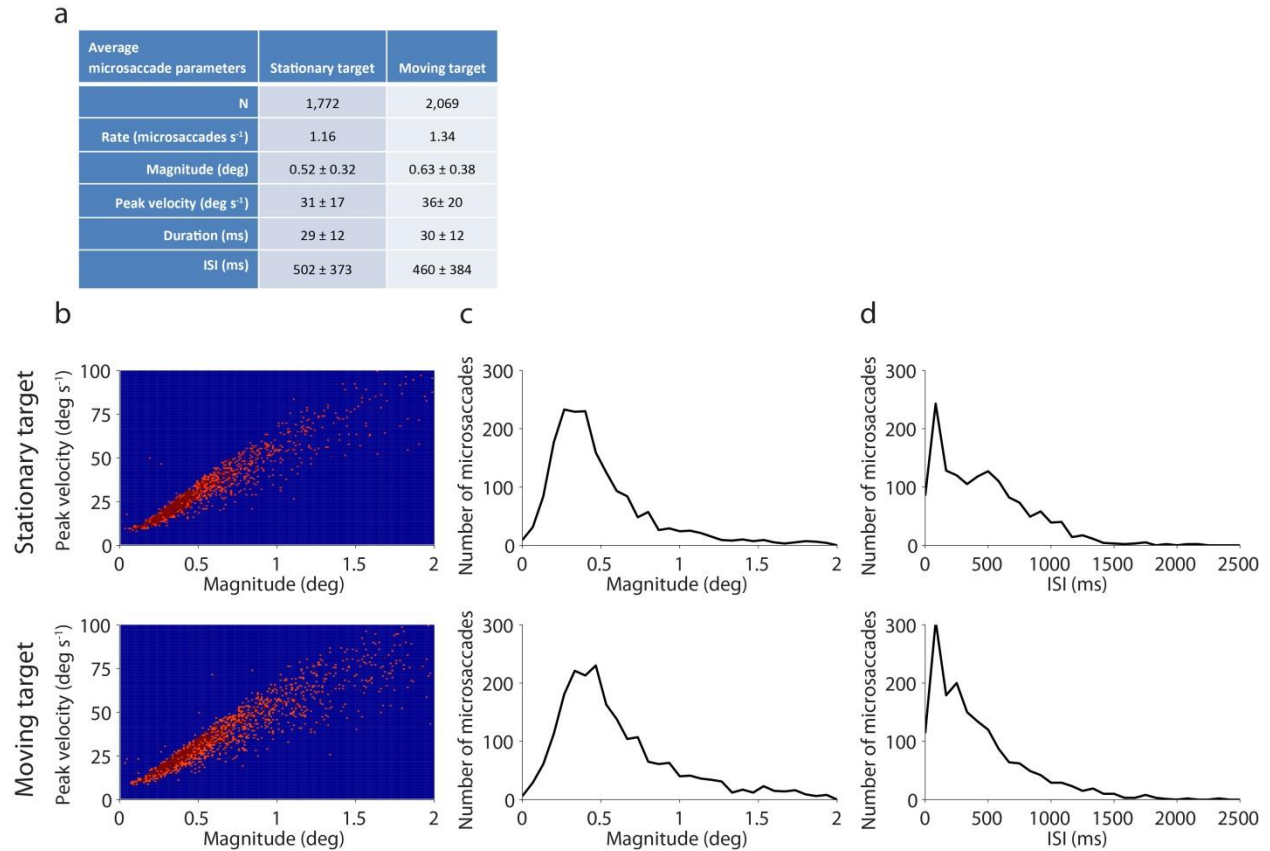 a
Average
microsaccade parameters Stationary target Moving target
N 1,772 2,069
Rate (microsaccades s⁻¹) 1.16 1.34
Magnitude (deg) 0.52 ± 0.32 0.63 ± 0.38
Peak velocity (deg s⁻¹) 31 ± 17 36± 20
Duration (ms) 29 ± 12 30 ± 12
ISI (ms) 502 ± 373 460 ± 384
b
c
d
Stationary target
Peak velocity (deg s⁻¹)
100
75
50
25
0
0 0.5 1 1.5 2
Magnitude (deg)
Number of microsaccades
300
200
100
0
0 0.5 1 1.5 2
Magnitude (deg)
Number of microsaccades
300
200
100
0
0 500 1000 1500 2000 2500
ISI (ms)
Moving target
Peak velocity (deg s⁻¹)
100
75
50
25
0
0 0.5 1 1.5 2
Magnitude (deg)
Number of microsaccades
300
200
100
0
0 0.5 1 1.5 2
Magnitude (deg)
Number of microsaccades
300
200
100
0
0 500 1000 1500 2000 2500
ISI (ms)